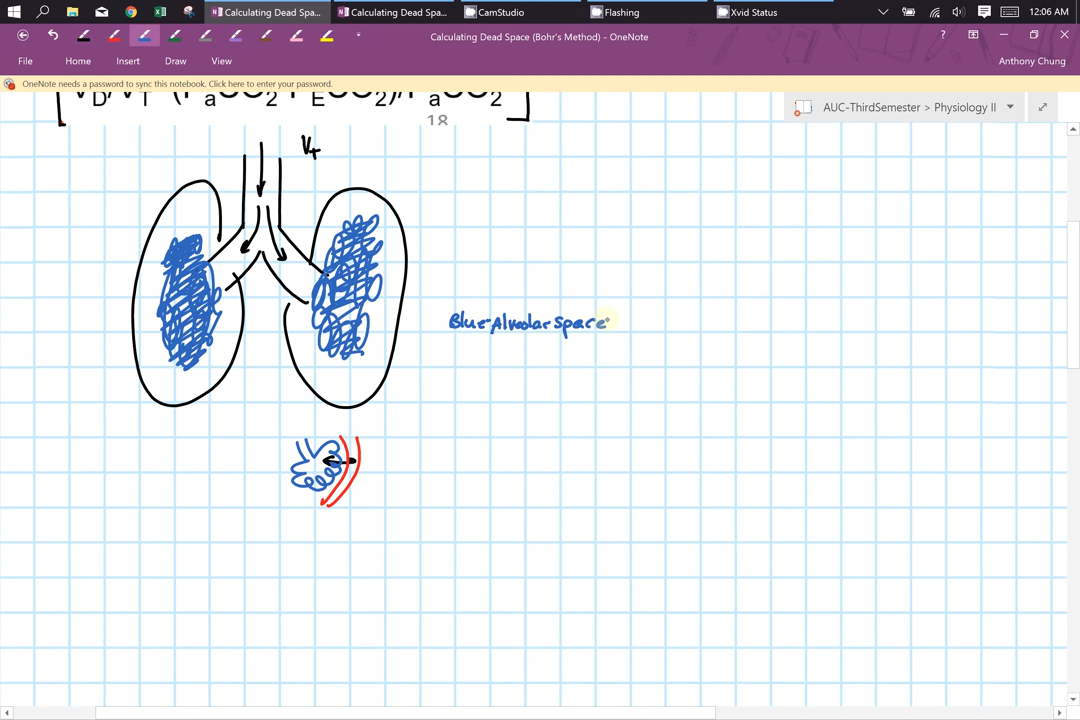 Calculating Dead Spa...
Calculating Dead Spa...
CamStudio
Flashing
Xvid Status
12:06 AM
Calculating Dead Space (Bohr's Method) - OneNote
?
File
Home
Insert
Draw
View
Anthony Chung
OneNote needs a password to sync this notebook. Click here to enter your password.
AUC-ThirdSemester > Physiology II
18
VT
Blue-Alveolar Space